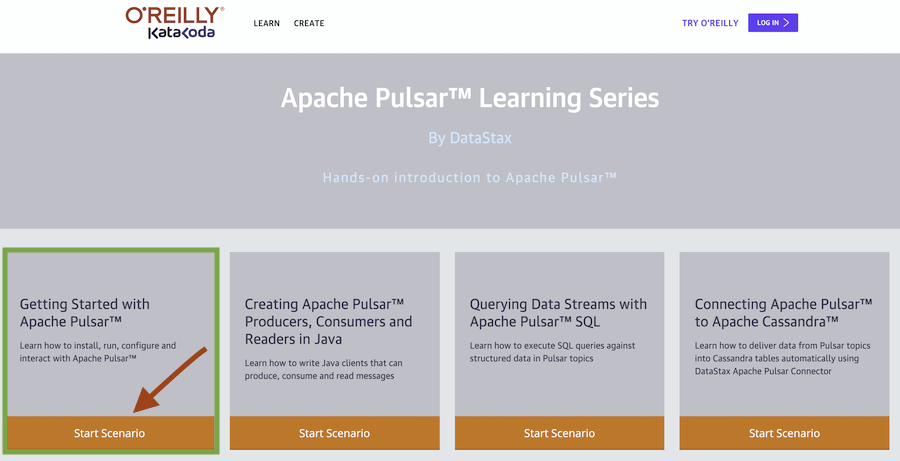 O'REILLY®
KataKoda
LEARN CREATE
TRY O'REILLY LOG IN
Apache Pulsar™ Learning Series
By DataStax
Hands-on introduction to Apache Pulsar™
Getting Started with
Apache Pulsar™
Learn how to install, run, configure and
interact with Apache Pulsar™
Start Scenario
Creating Apache Pulsar™
Producers, Consumers and
Readers in Java
Learn how to write Java clients that can
produce, consume and read messages
Start Scenario
Querying Data Streams with
Apache Pulsar™ SQL
Learn how to execute SQL queries against
structured data in Pulsar topics
Start Scenario
Connecting Apache Pulsar™
to Apache Cassandra™
Learn how to deliver data from Pulsar topics
into Cassandra tables automatically using
DataStax Apache Pulsar Connector
Start Scenario